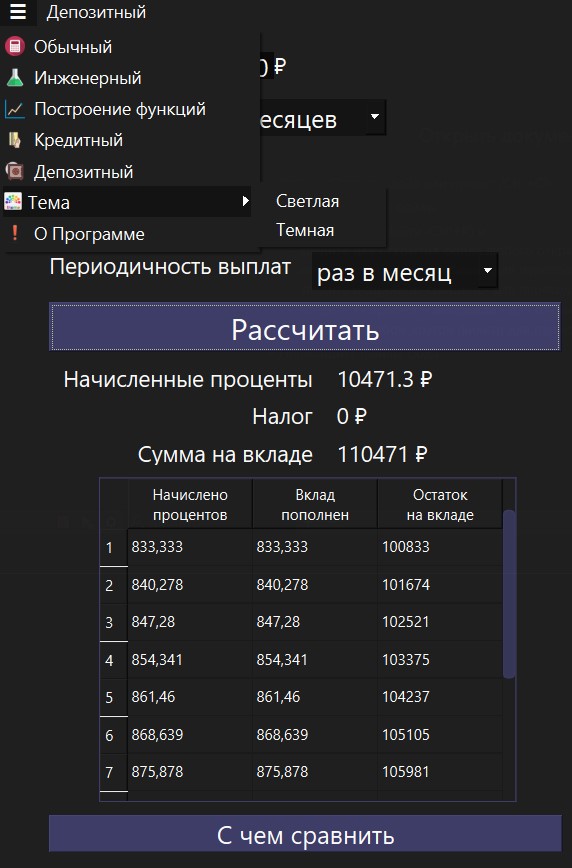 Депозитный
Обычный
Инженерный
Построение функций
Кредитный
Депозитный
Тема
О Программе
Светлая
Темная
0 ₽
есяцев
Периодичность выплат
раз в месяц
Рассчитать
Начисленные проценты 10471.3 ₽
Налог 0 ₽
Сумма на вкладе 110471 ₽
Начислено процентов Вклад пополнен Остаток на вкладе
1 833,333 833,333 100833
2 840,278 840,278 101674
3 847,28 847,28 102521
4 854,341 854,341 103375
5 861,46 861,46 104237
6 868,639 868,639 105105
7 875,878 875,878 105981
С чем сравнить